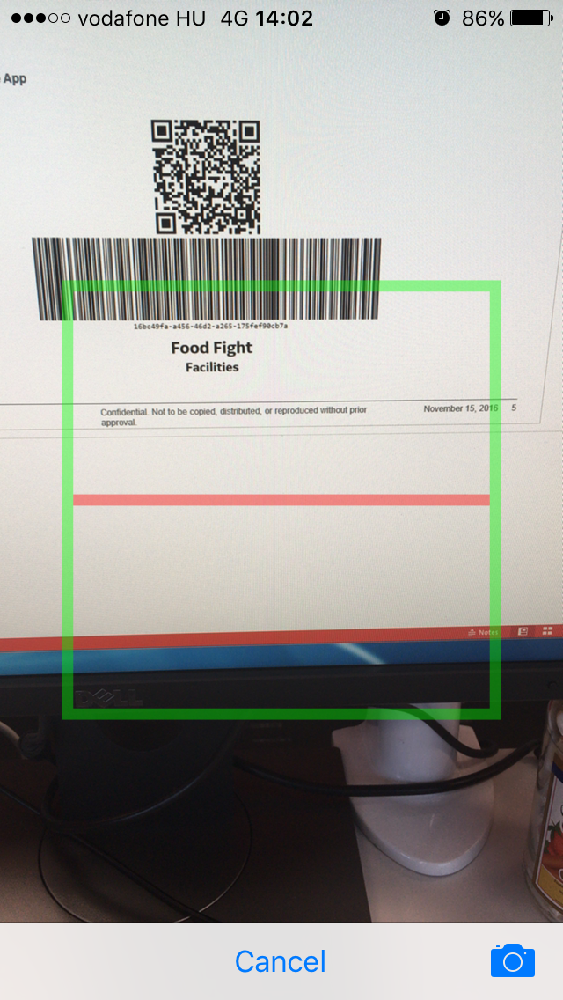 vodafone HU 4G 14:02 86%
App
16bc49fa-a456-46d2-a265-175fef90cb7a
Food Fight
Facilities
Confidential. Not to be copied, distributed, or reproduced without prior
approval.
November 15, 2016 5
Notes
DELL
Cancel